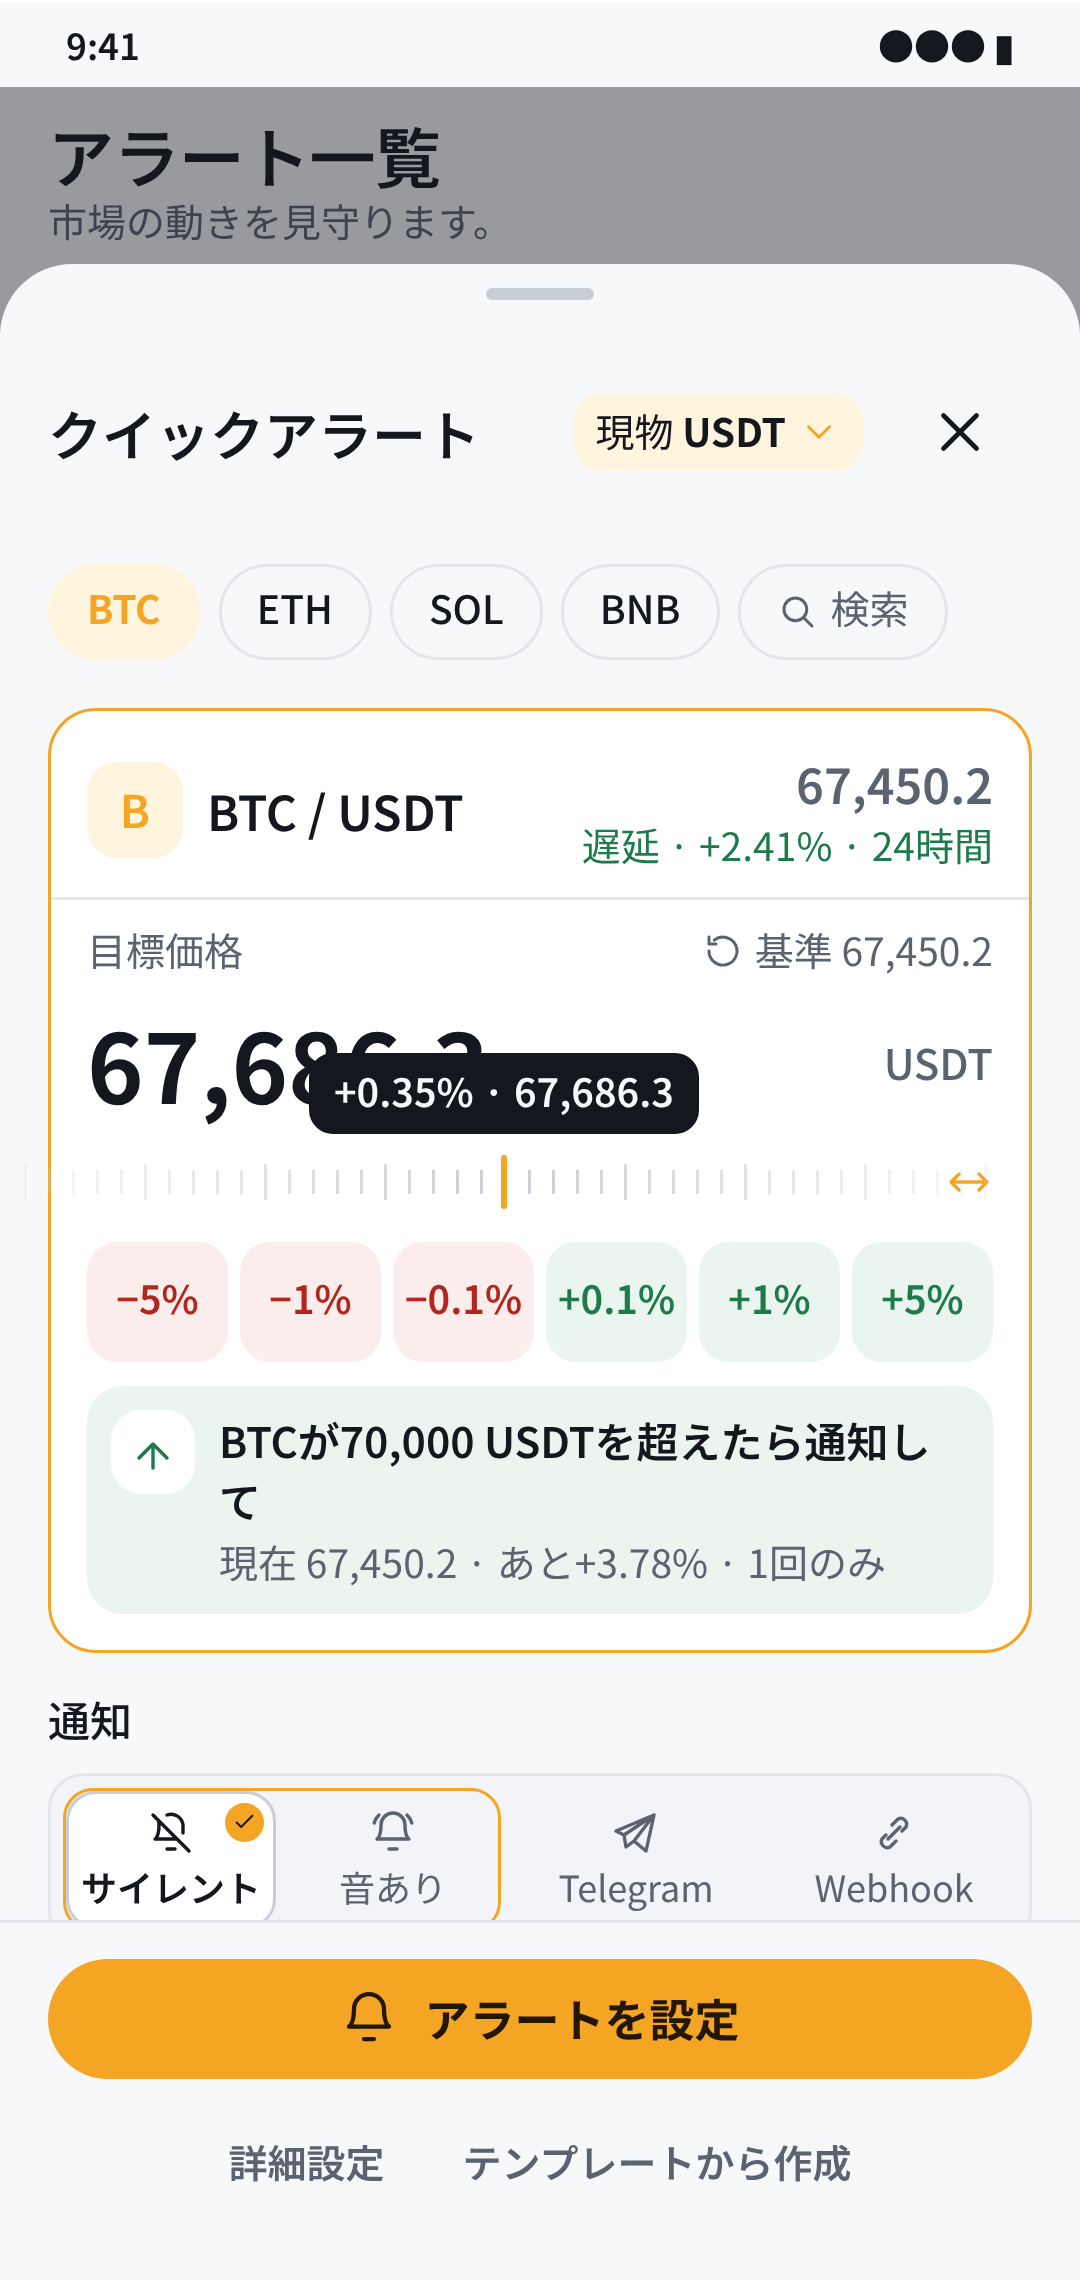 9:41
アラート一覧
市場の動きを見守ります。
クイックアラート
現物 USDT
BTC
ETH
SOL
BNB
検索
B
BTC / USDT
67,450.2
遅延 · +2.41% · 24時間
目標価格
基準 67,450.2
67,686.3
USDT
+0.35% · 67,686.3
−5%
−1%
−0.1%
+0.1%
+1%
+5%
BTCが70,000 USDTを超えたら通知し
て
現在 67,450.2 · あと+3.78% · 1回のみ
通知
サイレント
音あり
Telegram
Webhook
アラートを設定
詳細設定
テンプレートから作成